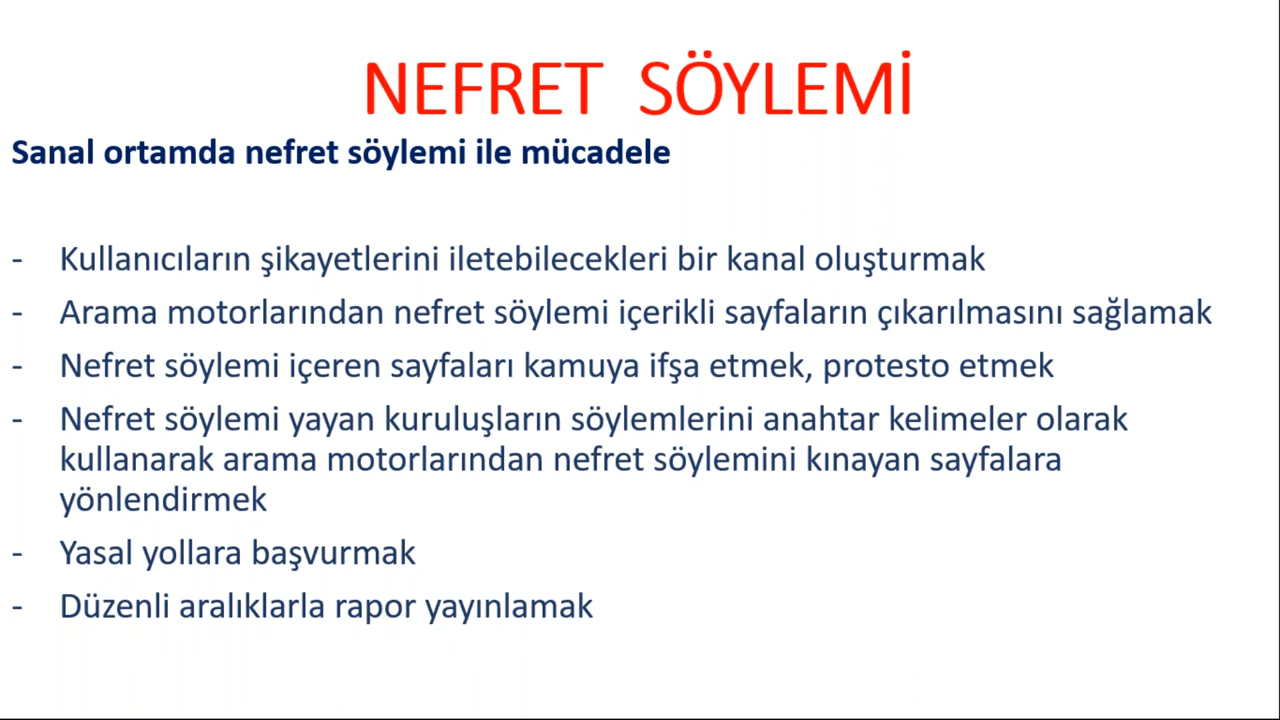 NEFRET SÖYLEMİ
Sanal ortamda nefret söylemi ile mücadele
- Kullanıcıların şikayetlerini iletebilecekleri bir kanal oluşturmak
- Arama motorlarından nefret söylemi içerikli sayfaların çıkarılmasını sağlamak
- Nefret söylemi içeren sayfaları kamuya ifşa etmek, protesto etmek
- Nefret söylemi yayan kuruluşların söylemlerini anahtar kelimeler olarak
kullanarak arama motorlarından nefret söylemini kınayan sayfalara
yönlendirmek
- Yasal yollara başvurmak
- Düzenli aralıklarla rapor yayınlamak